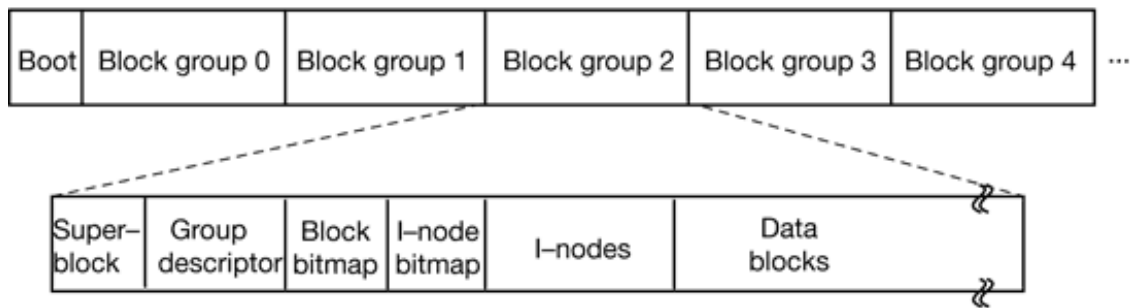 Boot Block group 0 Block group 1 Block group 2 Block group 3 Block group 4 ...
Super– Group Block I–node I–nodes Data
block descriptor bitmap bitmap blocks